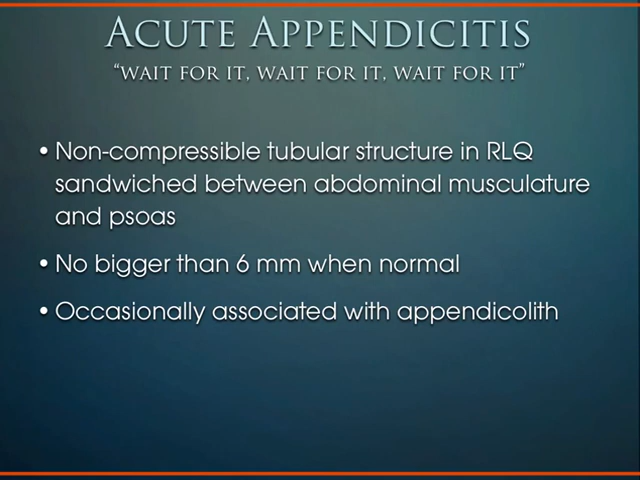 ACUTE APPENDICITIS
“WAIT FOR IT, WAIT FOR IT, WAIT FOR IT”
• Non-compressible tubular structure in RLQ
sandwiched between abdominal musculature
and psoas
• No bigger than 6 mm when normal
• Occasionally associated with appendicolith